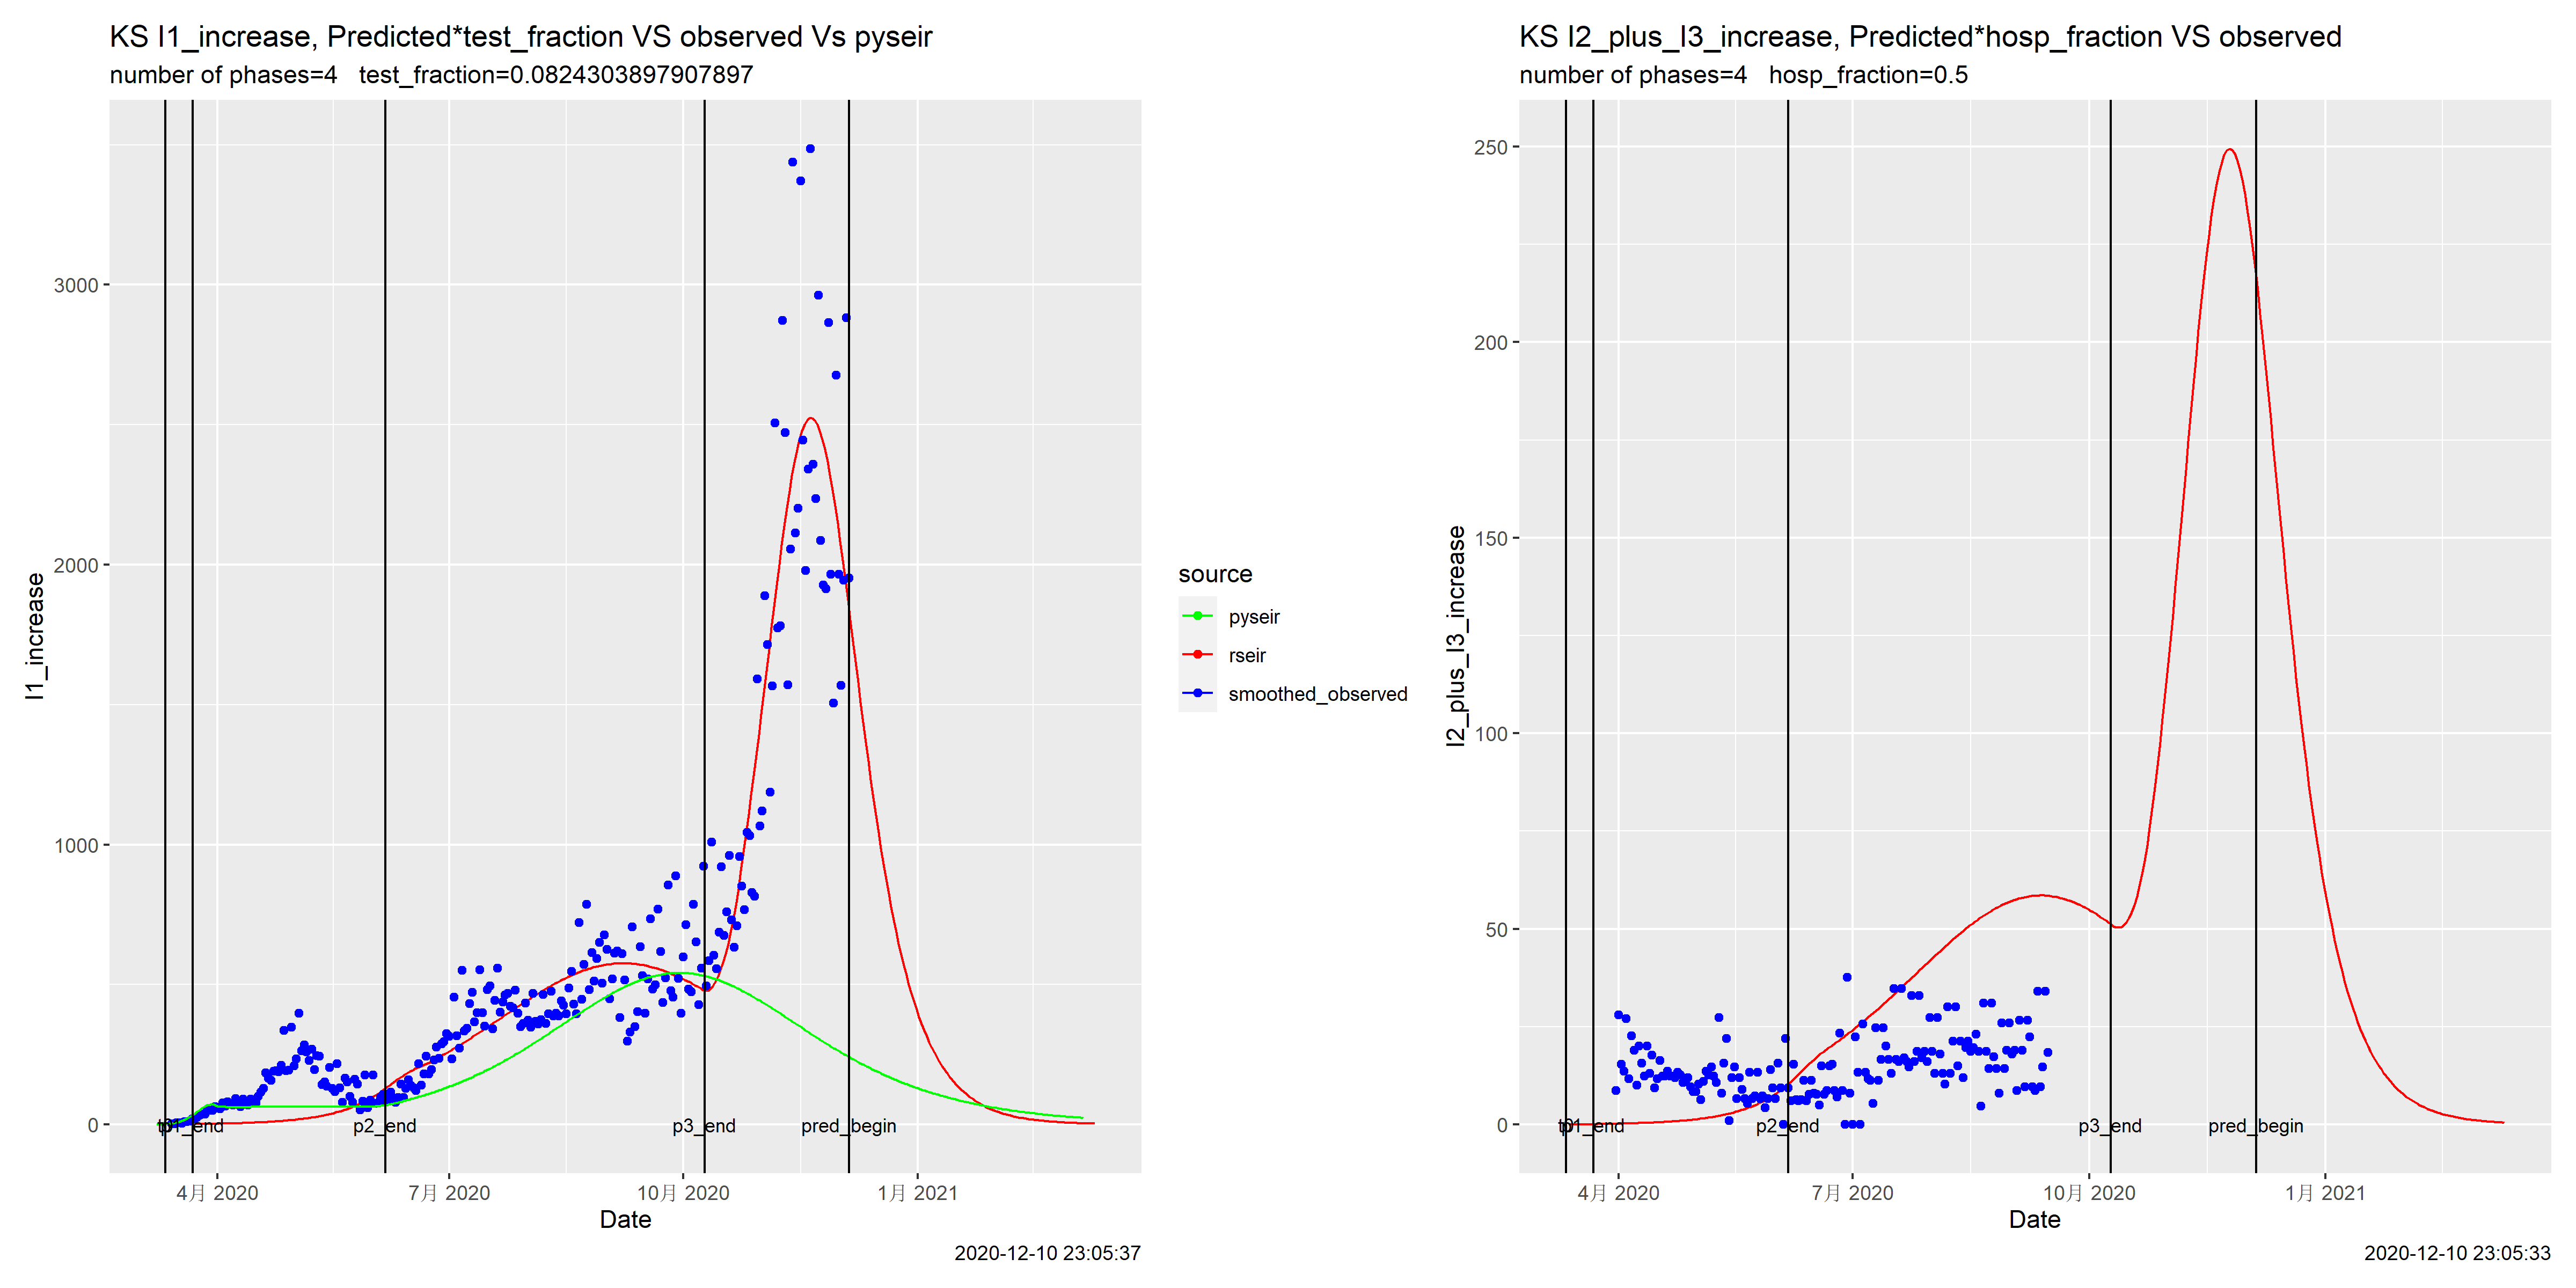 KS I1_increase, Predicted*test_fraction VS observed Vs pyseir
number of phases=4   test_fraction=0.0824303897907897
I1_increase
3000
2000
1000
0
p1_end
p2_end
p3_end
pred_begin
4月 2020
7月 2020
10月 2020
1月 2021
Date
2020-12-10 23:05:37
source
pyseir
rseir
smoothed_observed
KS I2_plus_I3_increase, Predicted*hosp_fraction VS observed
number of phases=4   hosp_fraction=0.5
I2_plus_I3_increase
250
200
150
100
50
0
p1_end
p2_end
p3_end
pred_begin
4月 2020
7月 2020
10月 2020
1月 2021
Date
2020-12-10 23:05:33